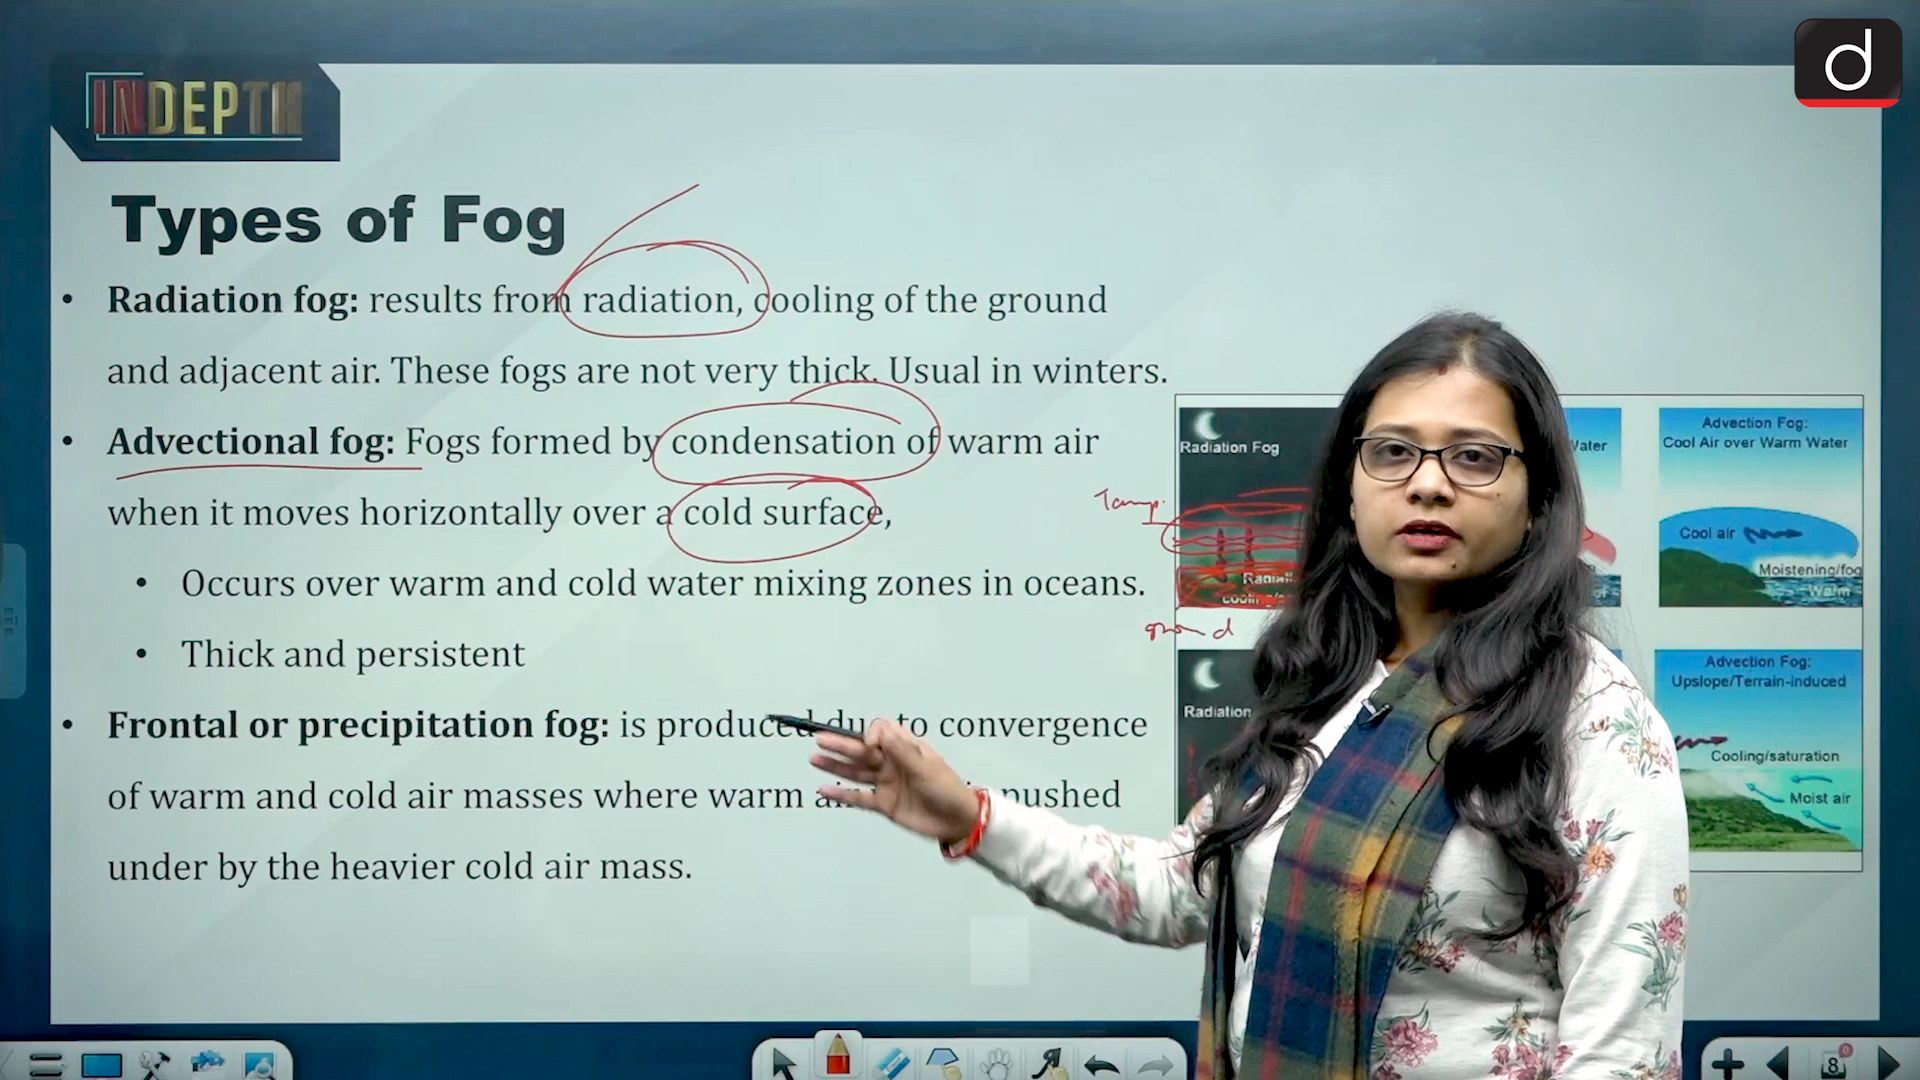 INDEPTH
d
Types of Fog
• Radiation fog: results from radiation, cooling of the ground
and adjacent air. These fogs are not very thick. Usual in winters.
• Advectional fog: Fogs formed by condensation of warm air
when it moves horizontally over a cold surface,
• Occurs over warm and cold water mixing zones in oceans.
• Thick and persistent
• Frontal or precipitation fog: is produced due to convergence
of warm and cold air masses where warm air pushed
under by the heavier cold air mass.
Radiation Fog
Temp.
ground
Radiation
Advection Fog:
Cool Air over Warm Water
Cool air
Moistening/fog
Warm
Advection Fog:
Upslope/Terrain-induced
Cooling/saturation
Moist air
8